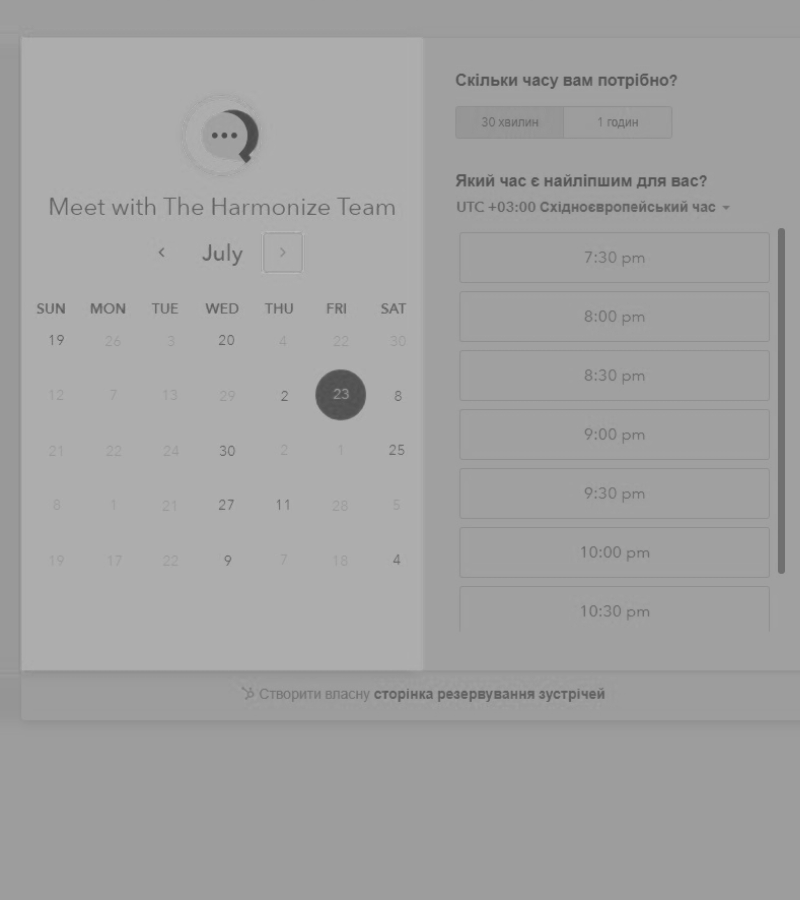 Meet with The Harmonize Team
July
SUN MON TUE WED THU FRI SAT
19 26 3 20 4 22 30
12 7 13 29 2 23 8
21 22 24 30 2 1 25
8 1 21 27 11 28 5
19 17 22 9 7 18 4
Скільки часу вам потрібно?
30 хвилин 1 годин
Який час є найліпшим для вас?
UTC +03:00 Східноєвропейський час
7:30 pm
8:00 pm
8:30 pm
9:00 pm
9:30 pm
10:00 pm
10:30 pm
Створити власну сторінка резервування зустрічей